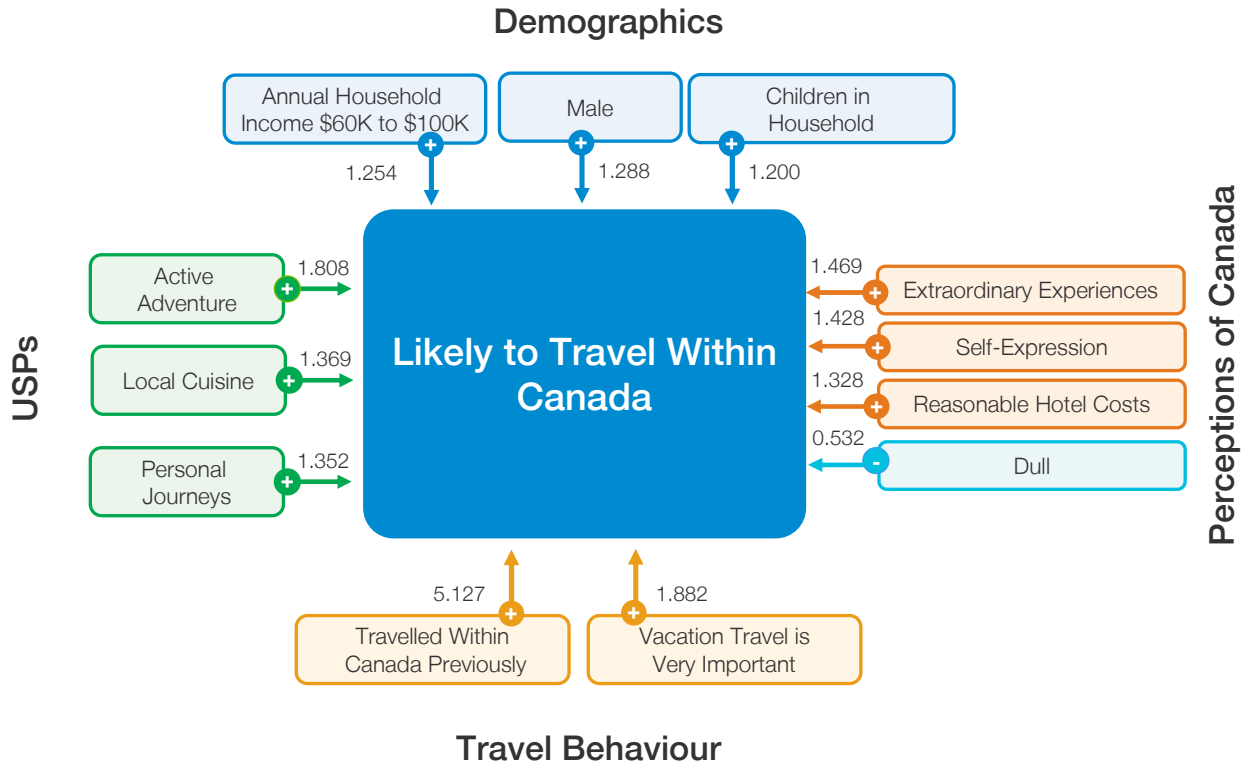 Demographics
Annual Household
Income $60K to $100K
Male
Children in
Household
+
+
+
1.254
1.288
1.200
USPs
Active
Adventure
+
1.808
Local Cuisine
+
1.369
Personal
Journeys
+
1.352
Likely to Travel Within
Canada
1.469
+
Extraordinary Experiences
1.428
+
Self-Expression
1.328
+
Reasonable Hotel Costs
0.532
-
Dull
Perceptions of Canada
5.127
+
Travelled Within
Canada Previously
1.882
+
Vacation Travel is
Very Important
Travel Behaviour